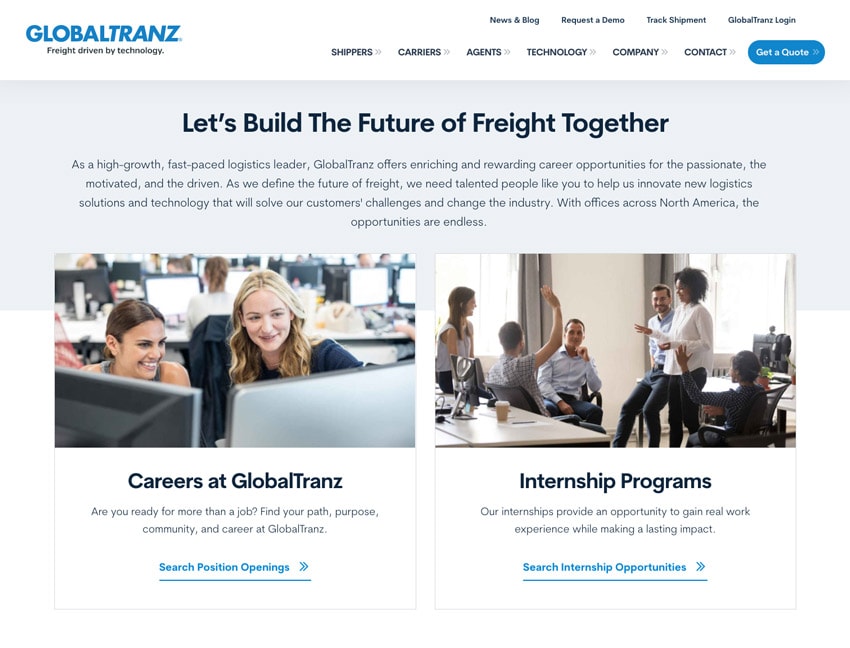 News & Blog Request a Demo Track Shipment GlobalTranz Login
GLOBALTRANZ
Freight driven by technology.
SHIPPERS CARRIERS AGENTS TECHNOLOGY COMPANY CONTACT Get a Quote
Let's Build The Future of Freight Together
As a high-growth, fast-paced logistics leader, GlobalTranz offers enriching and rewarding career opportunities for the passionate, the
motivated, and the driven. As we define the future of freight, we need talented people like you to help us innovate new logistics
solutions and technology that will solve our customers' challenges and change the industry. With offices across North America, the
opportunities are endless.
Careers at GlobalTranz
Are you ready for more than a job? Find your path, purpose,
community, and career at GlobalTranz.
Search Position Openings
Internship Programs
Our internships provide an opportunity to gain real work
experience while making a lasting impact.
Search Internship Opportunities